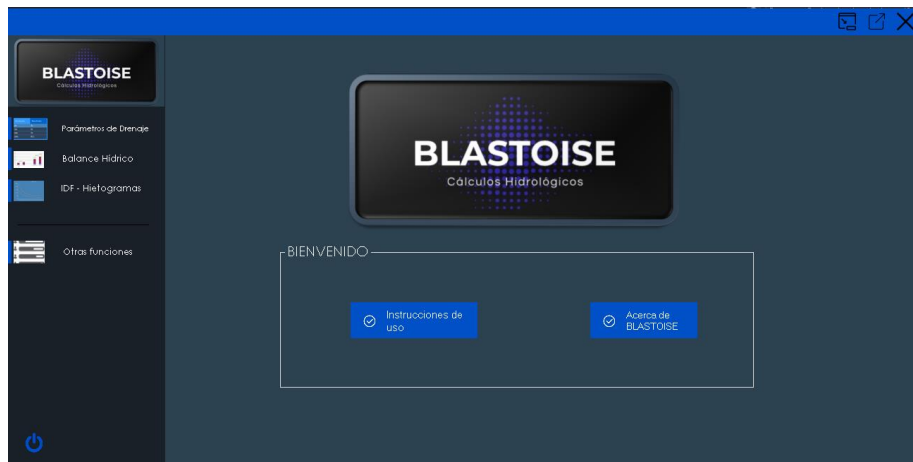 BLASTOISE
Cálculos Hidrológicos
Parámetros de Drenaje
Balance Hídrico
IDF - Hietogramas
Otras funciones
BLASTOISE
Cálculos Hidrológicos
BIENVENIDO
Instrucciones de
uso
Acerca de
BLASTOISE